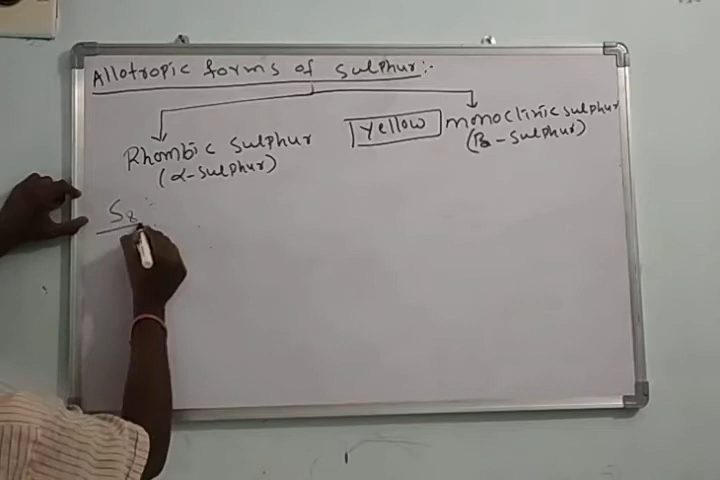 Allotropic forms of sulphur:-
Rhombic sulphur
(α-sulphur)
Yellow
monoclinic sulphur
(β-sulphur)
S8